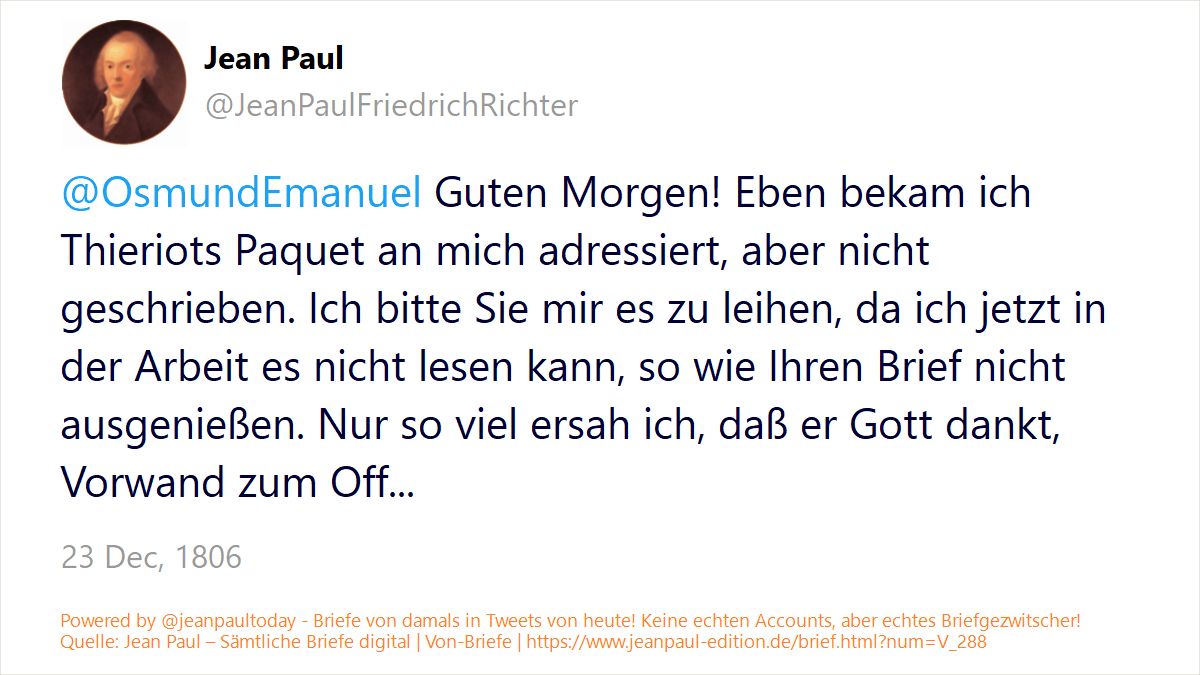 Jean Paul
@JeanPaulFriedrichRichter
@OsmundEmanuel Guten Morgen! Eben bekam ich
Thieriots Paquet an mich adressiert, aber nicht
geschrieben. Ich bitte Sie mir es zu leihen, da ich jetzt in
der Arbeit es nicht lesen kann, so wie Ihren Brief nicht
ausgenießen. Nur so viel ersah ich, daß er Gott dankt,
Vorwand zum Off...
23 Dec, 1806
Powered by @jeanpaultoday - Briefe von damals in Tweets von heute! Keine echten Accounts, aber echtes Briefgezwitscher!
Quelle: Jean Paul – Sämtliche Briefe digital | Von-Briefe | https://www.jeanpaul-edition.de/brief.html?num=V_288